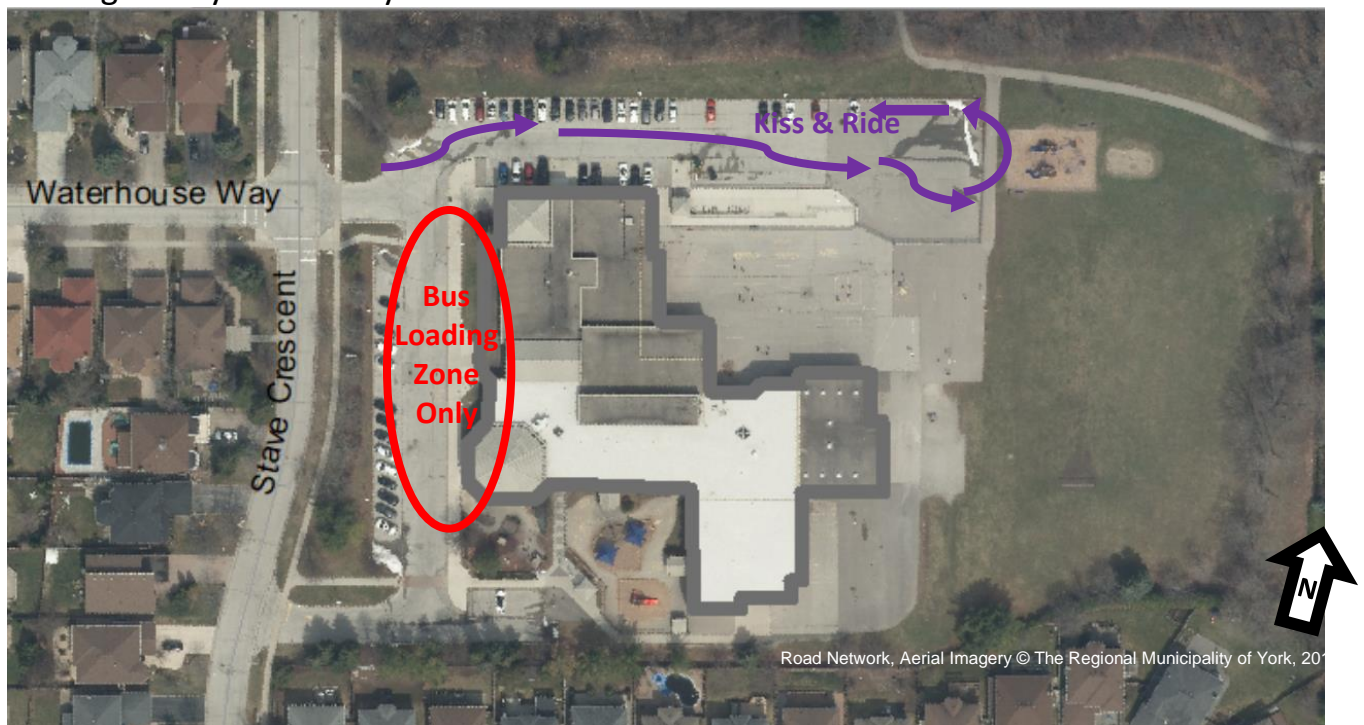 Kiss & Ride
Waterhouse Way
Stave Crescent
Bus
Loading
Zone
Only
N
Road Network, Aerial Imagery © The Regional Municipality of York,